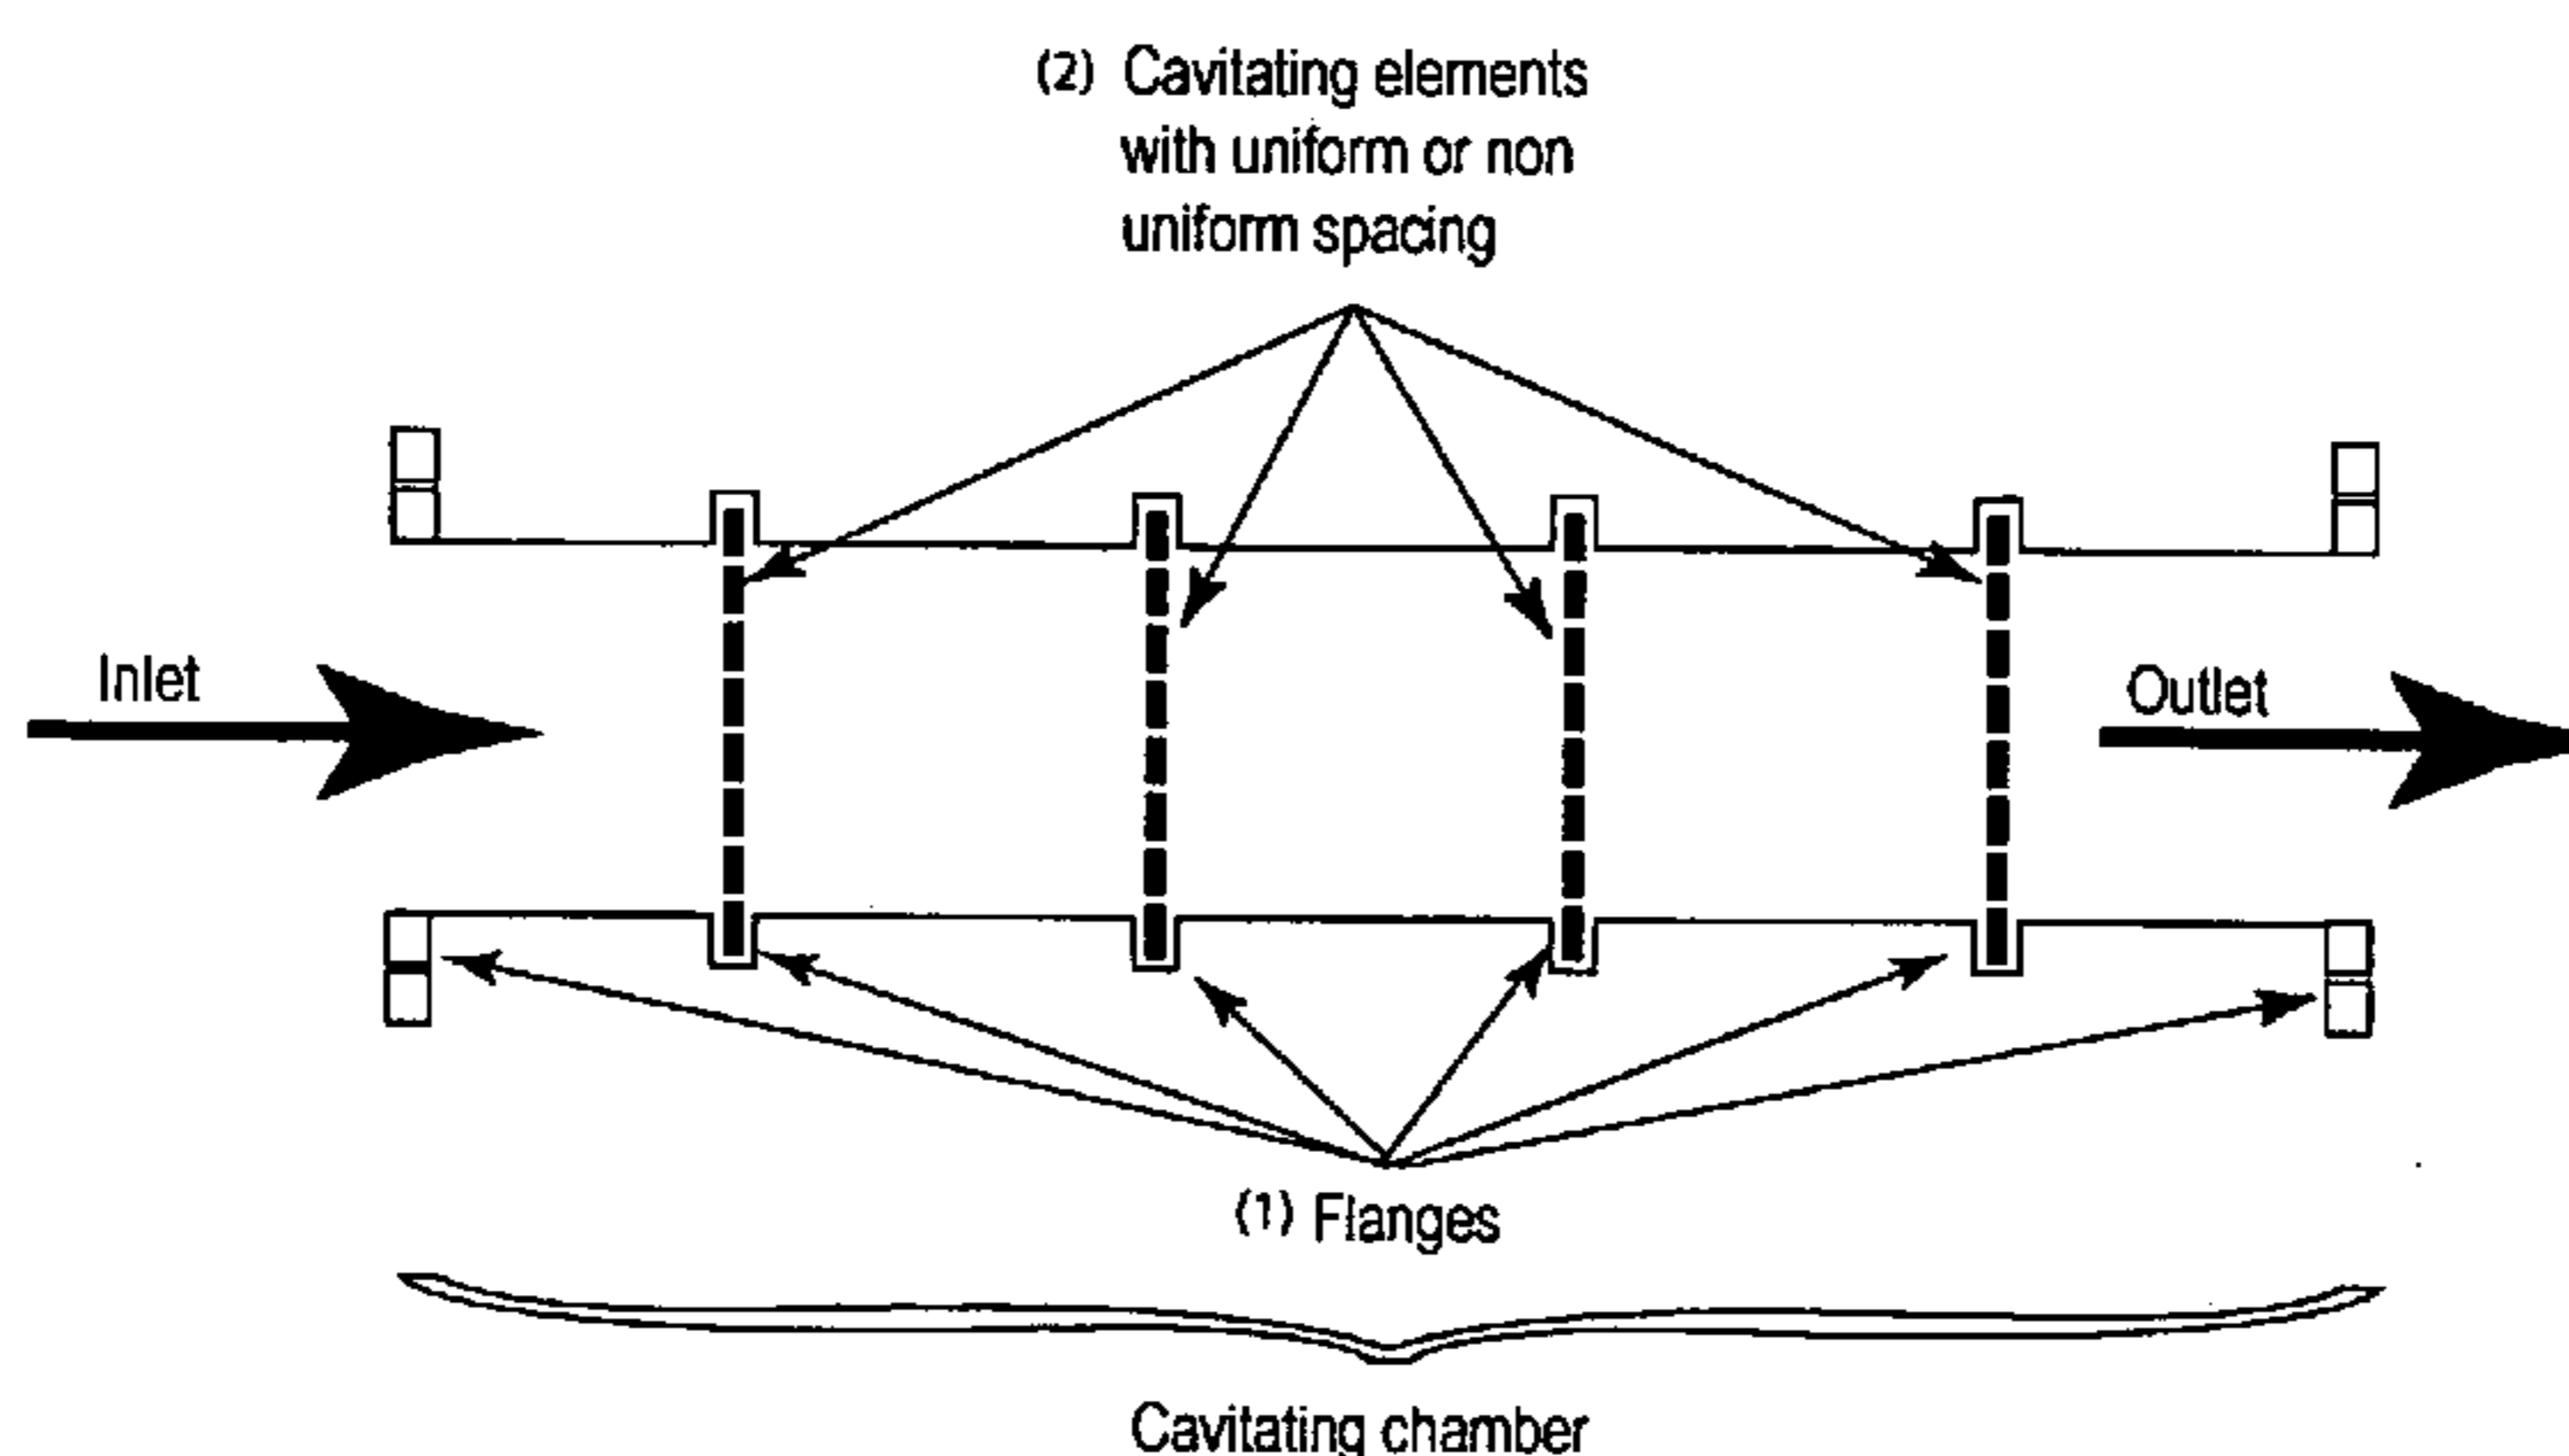 (2) Cavitating elements
with uniform or non
uniform spacing
Inlet
Outlet
(1) Flanges
Cavitating chamber